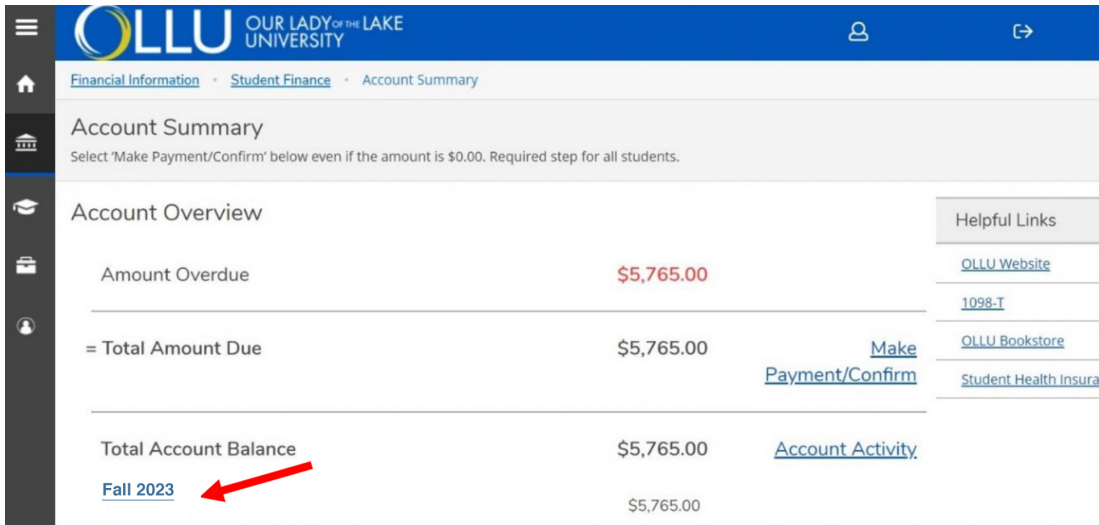 OLLU
OUR LADY OF THE LAKE
UNIVERSITY
Financial Information · Student Finance · Account Summary
Account Summary
Select 'Make Payment/Confirm' below even if the amount is $0.00. Required step for all students.
Account Overview
Amount Overdue $5,765.00
= Total Amount Due $5,765.00 Make
Payment/Confirm
Total Account Balance $5,765.00 Account Activity
Fall 2023 $5,765.00
Helpful Links
OLLU Website
1098-T
OLLU Bookstore
Student Health Insura